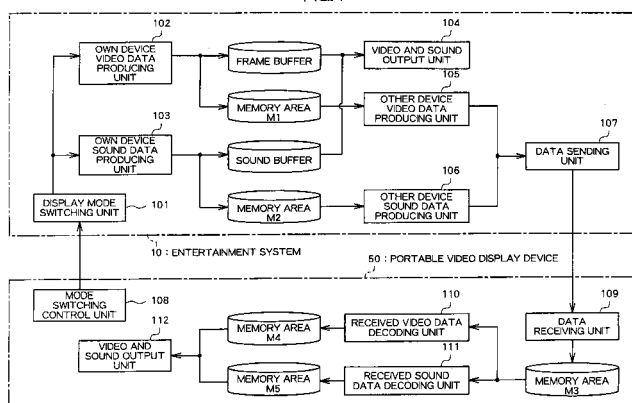 102
OWN DEVICE
VIDEO DATA
PRODUCING
UNIT
FRAME BUFFER
104
VIDEO AND SOUND
OUTPUT UNIT
105
MEMORY AREA
M1
OTHER DEVICE
VIDEO DATA
PRODUCING UNIT
103
OWN DEVICE
SOUND DATA
PRODUCING
UNIT
SOUND BUFFER
107
DATA SENDING
UNIT
106
MEMORY AREA
M2
OTHER DEVICE
SOUND DATA
PRODUCING UNIT
DISPLAY MODE
SWITCHING UNIT
101
10 : ENTERTAINMENT SYSTEM
50 : PORTABLE VIDEO DISPLAY DEVICE
MODE
SWITCHING
CONTROL UNIT
108
112
VIDEO AND
SOUND OUTPUT
UNIT
MEMORY AREA
M4
110
RECEIVED VIDEO DATA
DECODING UNIT
109
DATA
RECEIVING UNIT
MEMORY AREA
M5
111
RECEIVED SOUND
DATA DECODING UNIT
MEMORY AREA
M3